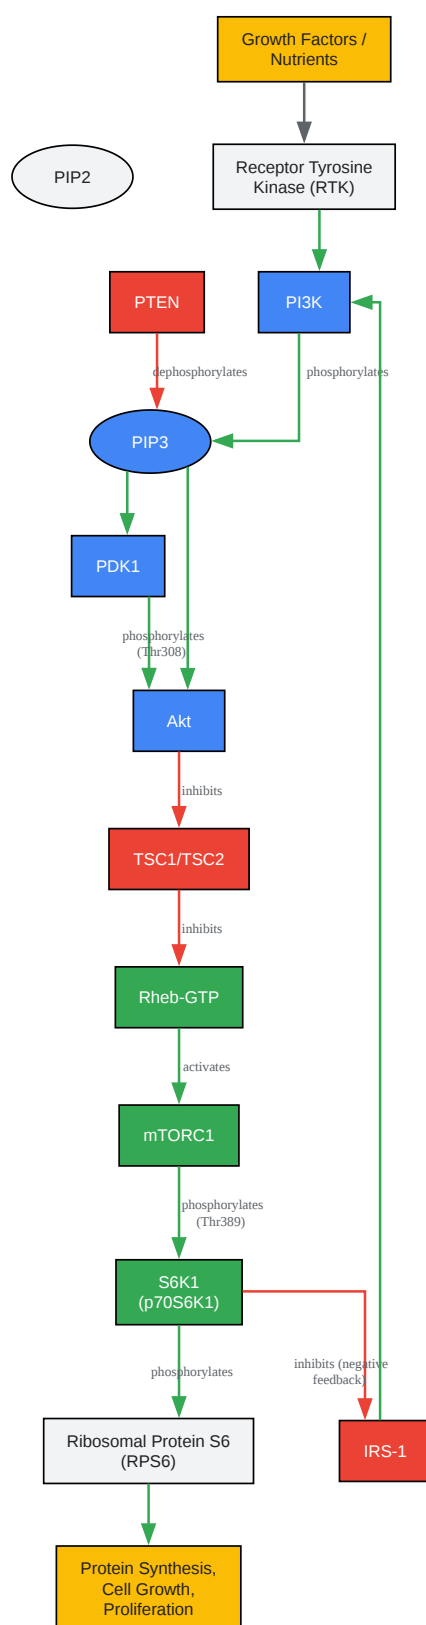 Growth Factors /
Nutrients
PIP2
Receptor Tyrosine
Kinase (RTK)
PTEN
PI3K
dephosphorylates
phosphorylates
PIP3
PDK1
phosphorylates
(Thr308)
Akt
inhibits
TSC1/TSC2
inhibits
Rheb-GTP
activates
mTORC1
phosphorylates
(Thr389)
S6K1
(p70S6K1)
inhibits (negative
feedback)
phosphorylates
Ribosomal Protein S6
(RPS6)
IRS-1
Protein Synthesis,
Cell Growth,
Proliferation